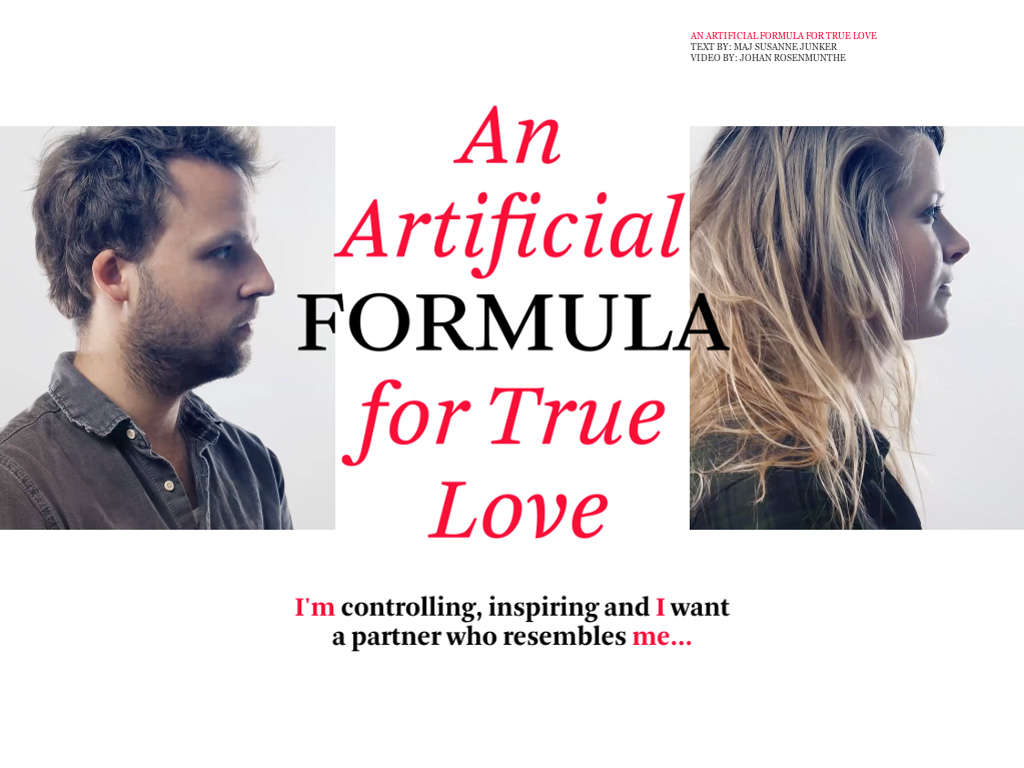 AN ARTIFICIAL FORMULA FOR TRUE LOVE
TEXT BY: MAJ SUSANNE JUNKER
VIDEO BY: JOHAN ROSENMUNTHE
An
Artificial
FORMULA
for True
Love
I'm controlling, inspiring and I want
a partner who resembles me...